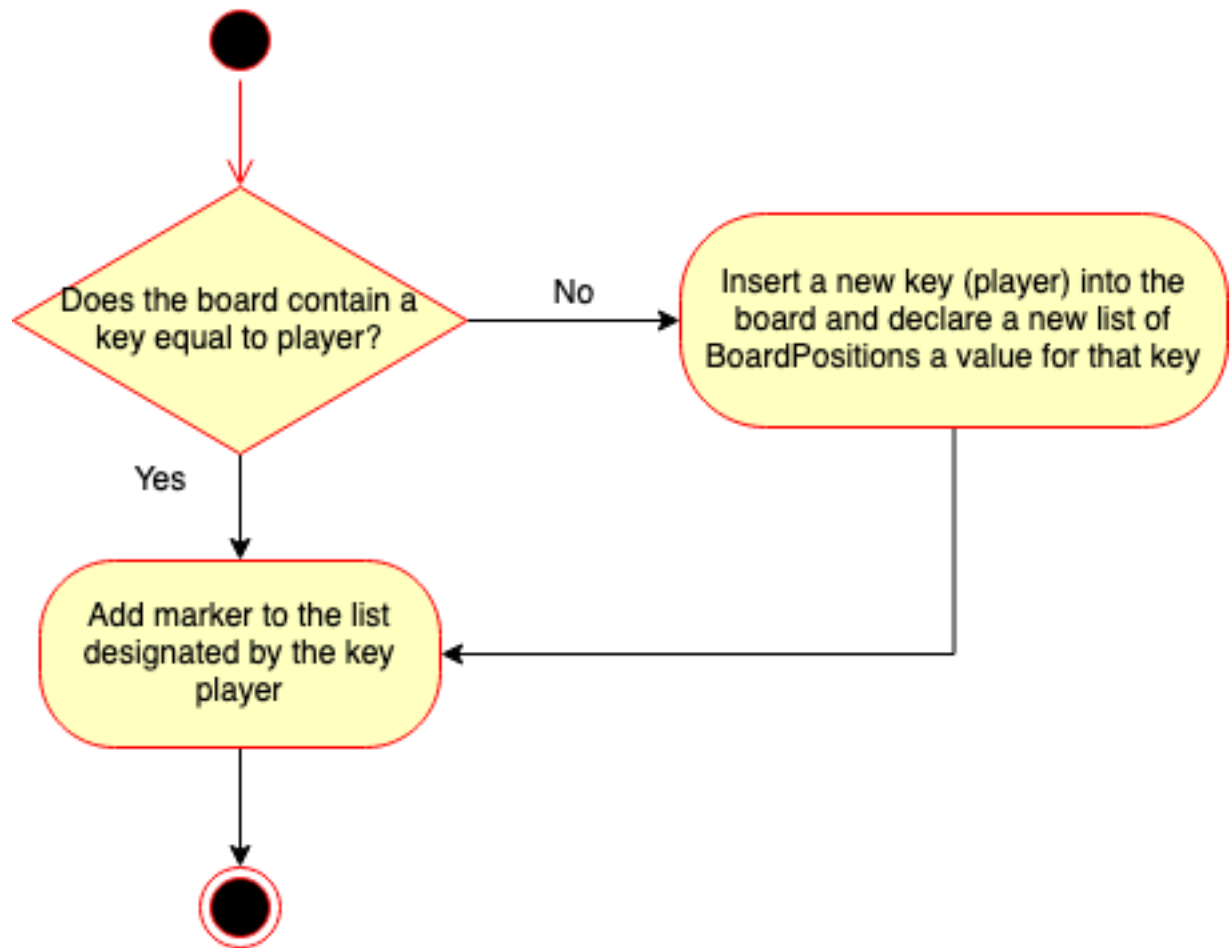 Does the board contain a
key equal to player?
No
Insert a new key (player) into the
board and declare a new list of
BoardPositions a value for that key
Yes
Add marker to the list
designated by the key
player